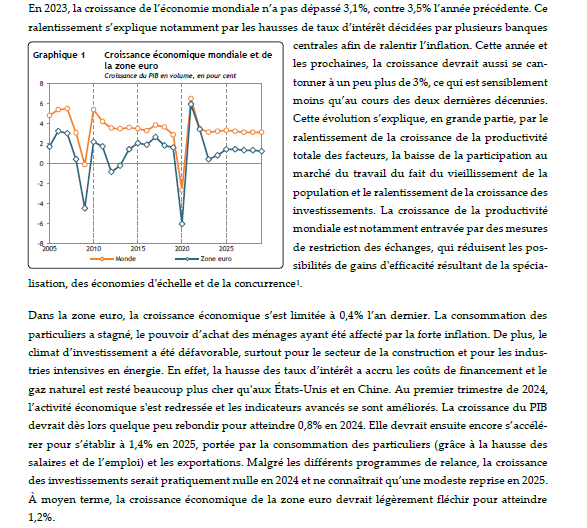 En 2023, la croissance de l'économie mondiale n'a pas dépassé 3,1%, contre 3,5% l'année précédente. Ce
ralentissement s'explique notamment par les hausses de taux d'intérêt décidées par plusieurs banques
Graphique 1 Croissance économique mondiale et de
la zone euro
Croissance du PIB en volume, en pour cent
8
6
4
2
0
-2
-4
-6
-8
2005 2010 2015 2020 2025
Monde Zone euro
centrales afin de ralentir l'inflation. Cette année et
les prochaines, la croissance devrait aussi se can-
tonner à un peu plus de 3%, ce qui est sensiblement
moins qu'au cours des deux dernières décennies.
Cette évolution s'explique, en grande partie, par le
ralentissement de la croissance de la productivité
totale des facteurs, la baisse de la participation au
marché du travail du fait du vieillissement de la
population et le ralentissement de la croissance des
investissements. La croissance de la productivité
mondiale est notamment entravée par des mesures
de restriction des échanges, qui réduisent les pos-
sibilités de gains d'efficacité résultant de la spécia-
lisation, des économies d'échelle et de la concurrence¹.
Dans la zone euro, la croissance économique s'est limitée à 0,4% l'an dernier. La consommation des
particuliers a stagné, le pouvoir d'achat des ménages ayant été affecté par la forte inflation. De plus, le
climat d'investissement a été défavorable, surtout pour le secteur de la construction et pour les indus-
tries intensives en énergie. En effet, la hausse des taux d'intérêt a accru les coûts de financement et le
gaz naturel est resté beaucoup plus cher qu'aux États-Unis et en Chine. Au premier trimestre de 2024,
l'activité économique s'est redressée et les indicateurs avancés se sont améliorés. La croissance du PIB
devrait dès lors quelque peu rebondir pour atteindre 0,8% en 2024. Elle devrait ensuite encore s'accélé-
rer pour s'établir à 1,4% en 2025, portée par la consommation des particuliers (grâce à la hausse des
salaires et de l'emploi) et les exportations. Malgré les différents programmes de relance, la croissance
des investissements serait pratiquement nulle en 2024 et ne connaîtrait qu'une modeste reprise en 2025.
À moyen terme, la croissance économique de la zone euro devrait légèrement fléchir pour atteindre
1,2%.